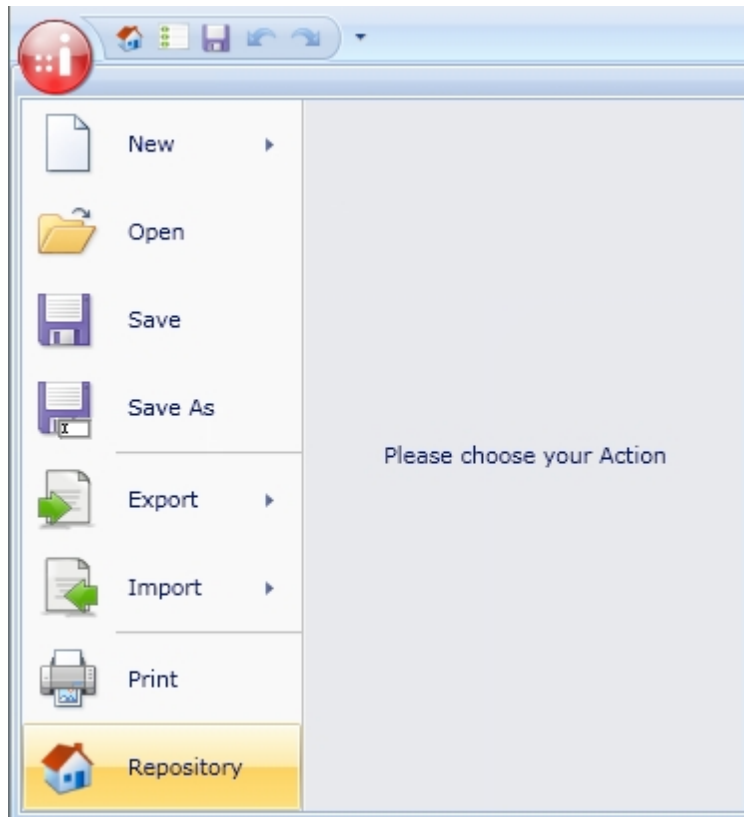 New
Open
Save
Save As
Please choose your Action
Export
Import
Print
Repository